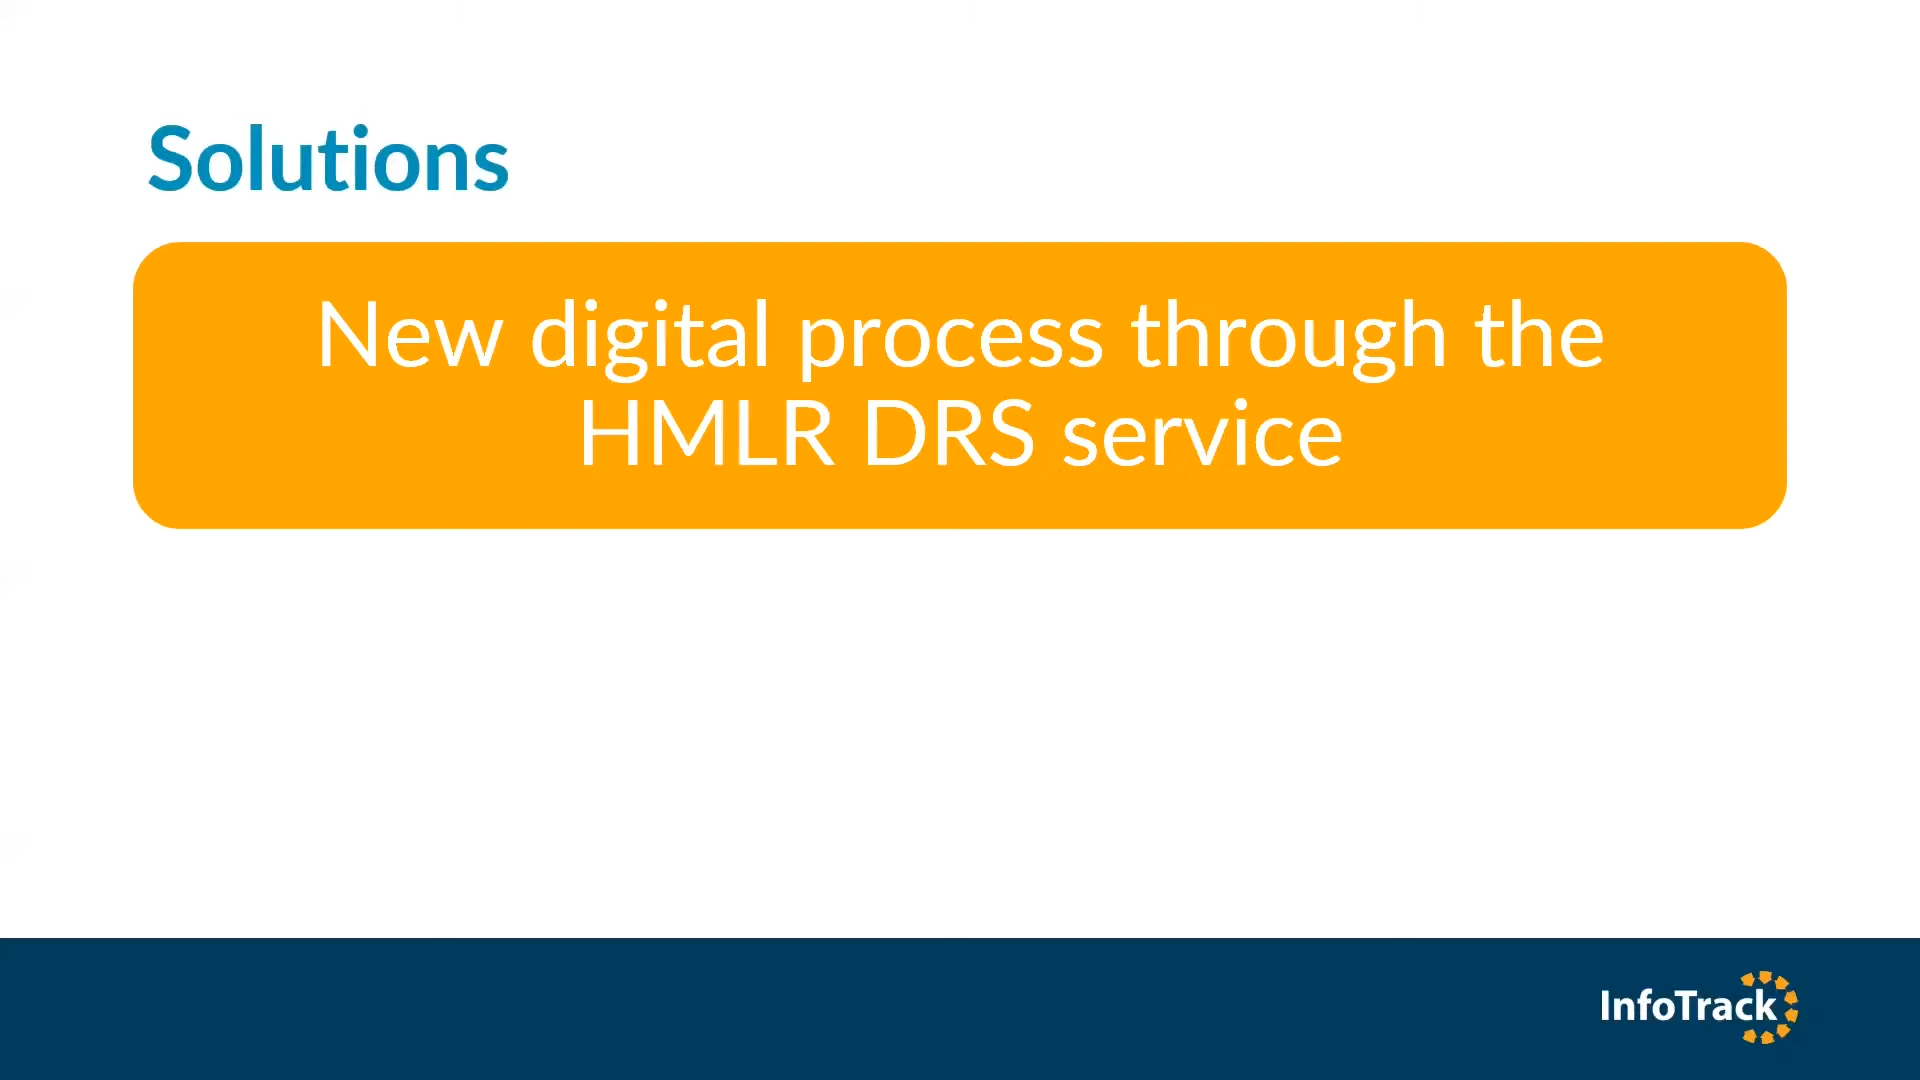 Solutions
New digital process through the
HMLR DRS service
InfoTrack